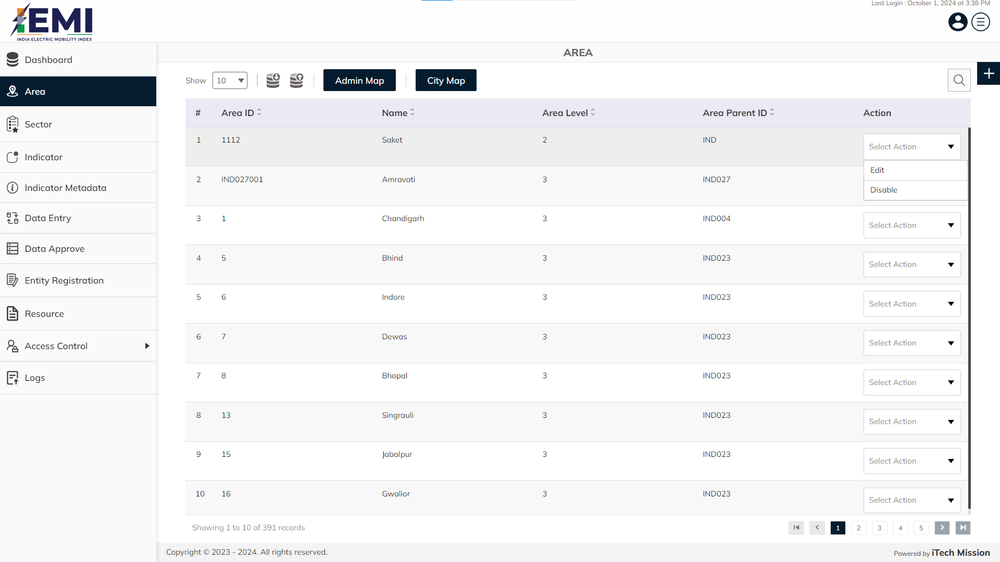 Last Login : October 1, 2024 at 3:38 PM
EMI
INDIA ELECTRIC MOBILITY INDEX
Dashboard
Area
Sector
Indicator
Indicator Metadata
Data Entry
Data Approve
Entity Registration
Resource
Access Control
Logs
AREA
Show 10 Admin Map City Map
# Area ID Name Area Level Area Parent ID Action
1 1112 Saket 2 IND Select Action
Edit
Disable
2 IND027001 Amravati 3 IND027
3 1 Chandigarh 3 IND004 Select Action
4 5 Bhind 3 IND023 Select Action
5 6 Indore 3 IND023 Select Action
6 7 Dewas 3 IND023 Select Action
7 8 Bhopal 3 IND023 Select Action
8 13 Singrauli 3 IND023 Select Action
9 15 Jabalpur 3 IND023 Select Action
10 16 Gwalior 3 IND023 Select Action
Showing 1 to 10 of 391 records
1 2 3 4 5
Copyright © 2023 - 2024. All rights reserved.
Powered by iTech Mission